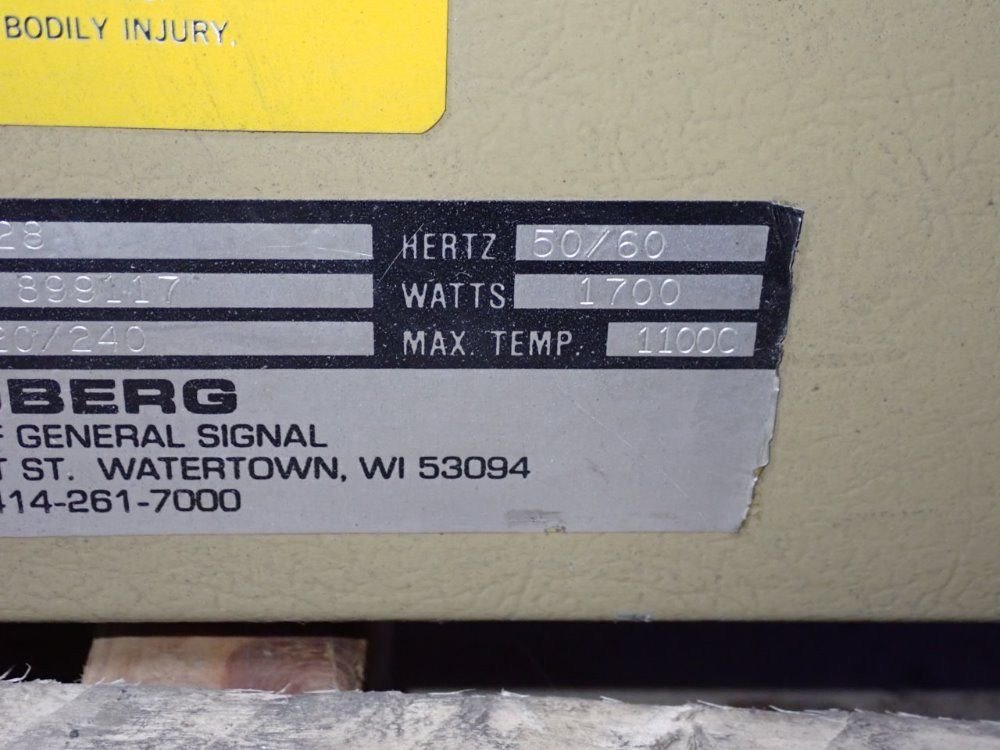 BODILY INJURY.
28 HERTZ 50/60
899117 WATTS 1700
20/240 MAX. TEMP. 1100C
BERG
GENERAL SIGNAL
T ST. WATERTOWN, WI 53094
414-261-7000